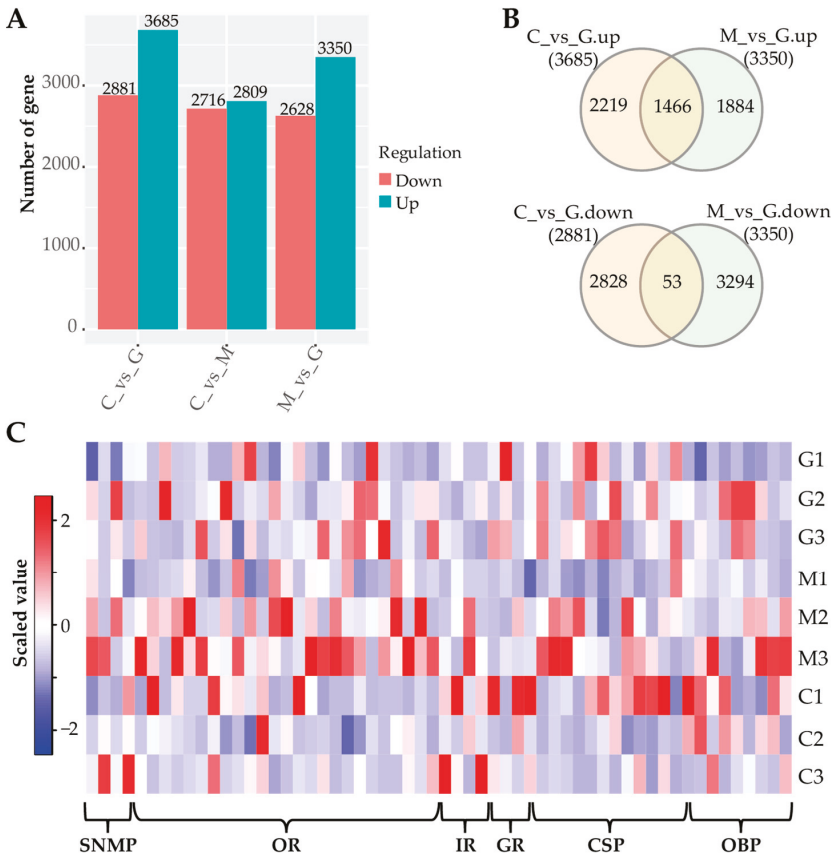 A
Number of gene
3000
2000
1000
0
2881
3685
2716
2809
2628
3350
C_vs_G
C_vs_M
M_vs_G
Regulation
Down
Up
B
C_vs_G.up
(3685)
M_vs_G.up
(3350)
2219
1466
1884
C_vs_G.down
(2881)
M_vs_G.down
(3350)
2828
53
3294
C
Scaled value
2
0
−2
G1
G2
G3
M1
M2
M3
C1
C2
C3
SNMP
OR
IR
GR
CSP
OBP